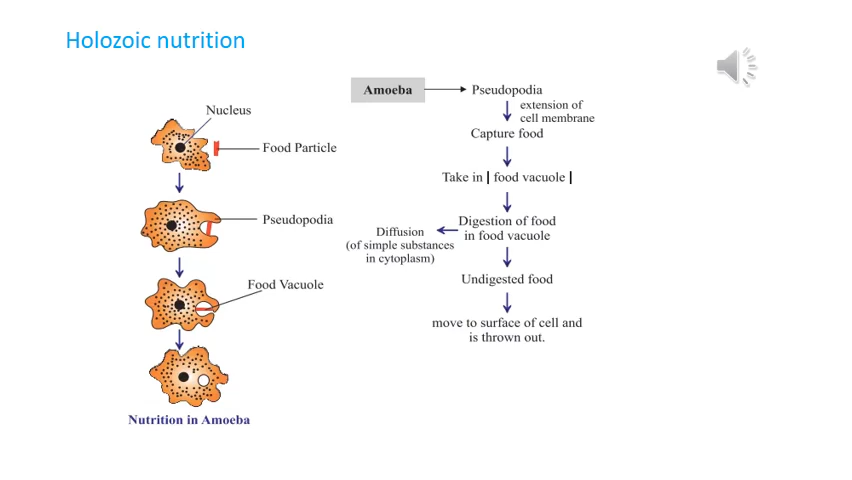 Holozoic nutrition
Nucleus
Food Particle
Pseudopodia
Food Vacuole
Nutrition in Amoeba
Amoeba
Pseudopodia
extension of
cell membrane
Capture food
Take in | food vacuole |
Digestion of food
in food vacuole
Diffusion
(of simple substances
in cytoplasm)
Undigested food
move to surface of cell and
is thrown out.